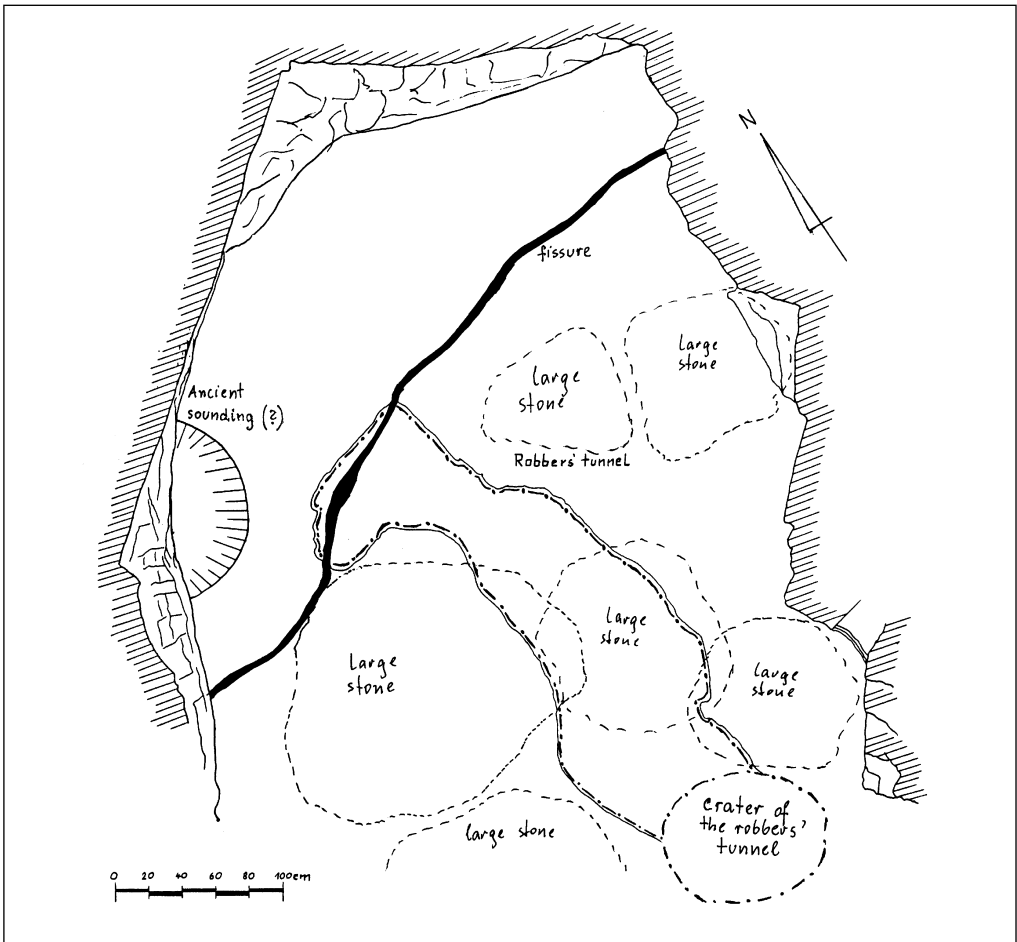 N
fissure
large
stone
large
stone
Ancient
sounding (?)
Robbers' tunnel
large
stone
large
stone
large
stone
crater of
the robbers'
tunnel
large stone
0 20 40 60 80 100cm